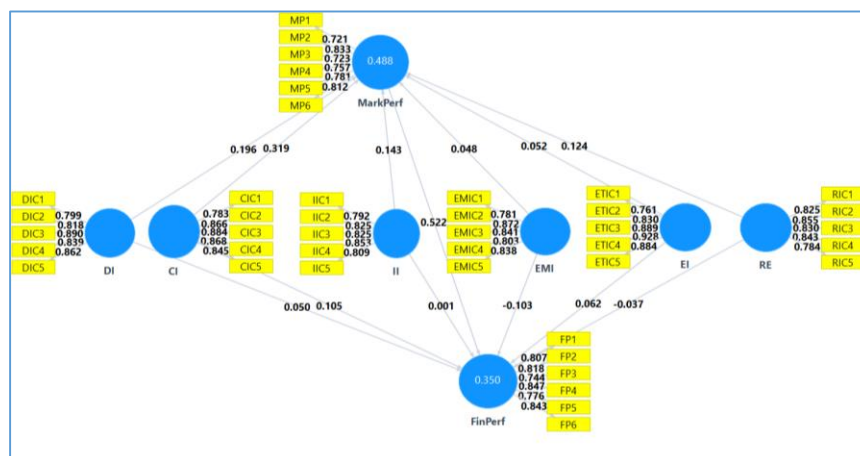 MP1
MP2
MP3
MP4
MP5
MP6
0.721
0.833
0.723
0.757
0.781
0.812
0.488
MarkPerf
0.196
0.319
0.143
0.048
0.052
0.124
DIC1
DIC2
DIC3
DIC4
DIC5
0.799
0.818
0.890
0.839
0.862
DI
CI
0.783
0.866
0.884
0.868
0.845
CIC1
CIC2
CIC3
CIC4
CIC5
IIC1
IIC2
IIC3
IIC4
IIC5
0.792
0.825
0.825
0.853
0.809
II
0.522
EMIC1
EMIC2
EMIC3
EMIC4
EMIC5
0.781
0.872
0.841
0.803
0.838
EMI
ETIC1
ETIC2
ETIC3
ETIC4
ETIC5
0.761
0.830
0.889
0.928
0.884
EI
RE
0.825
0.855
0.830
0.843
0.784
RIC1
RIC2
RIC3
RIC4
RIC5
0.050
0.105
0.001
-0.103
0.062
-0.037
0.350
FinPerf
0.807
0.818
0.744
0.847
0.776
0.843
FP1
FP2
FP3
FP4
FP5
FP6